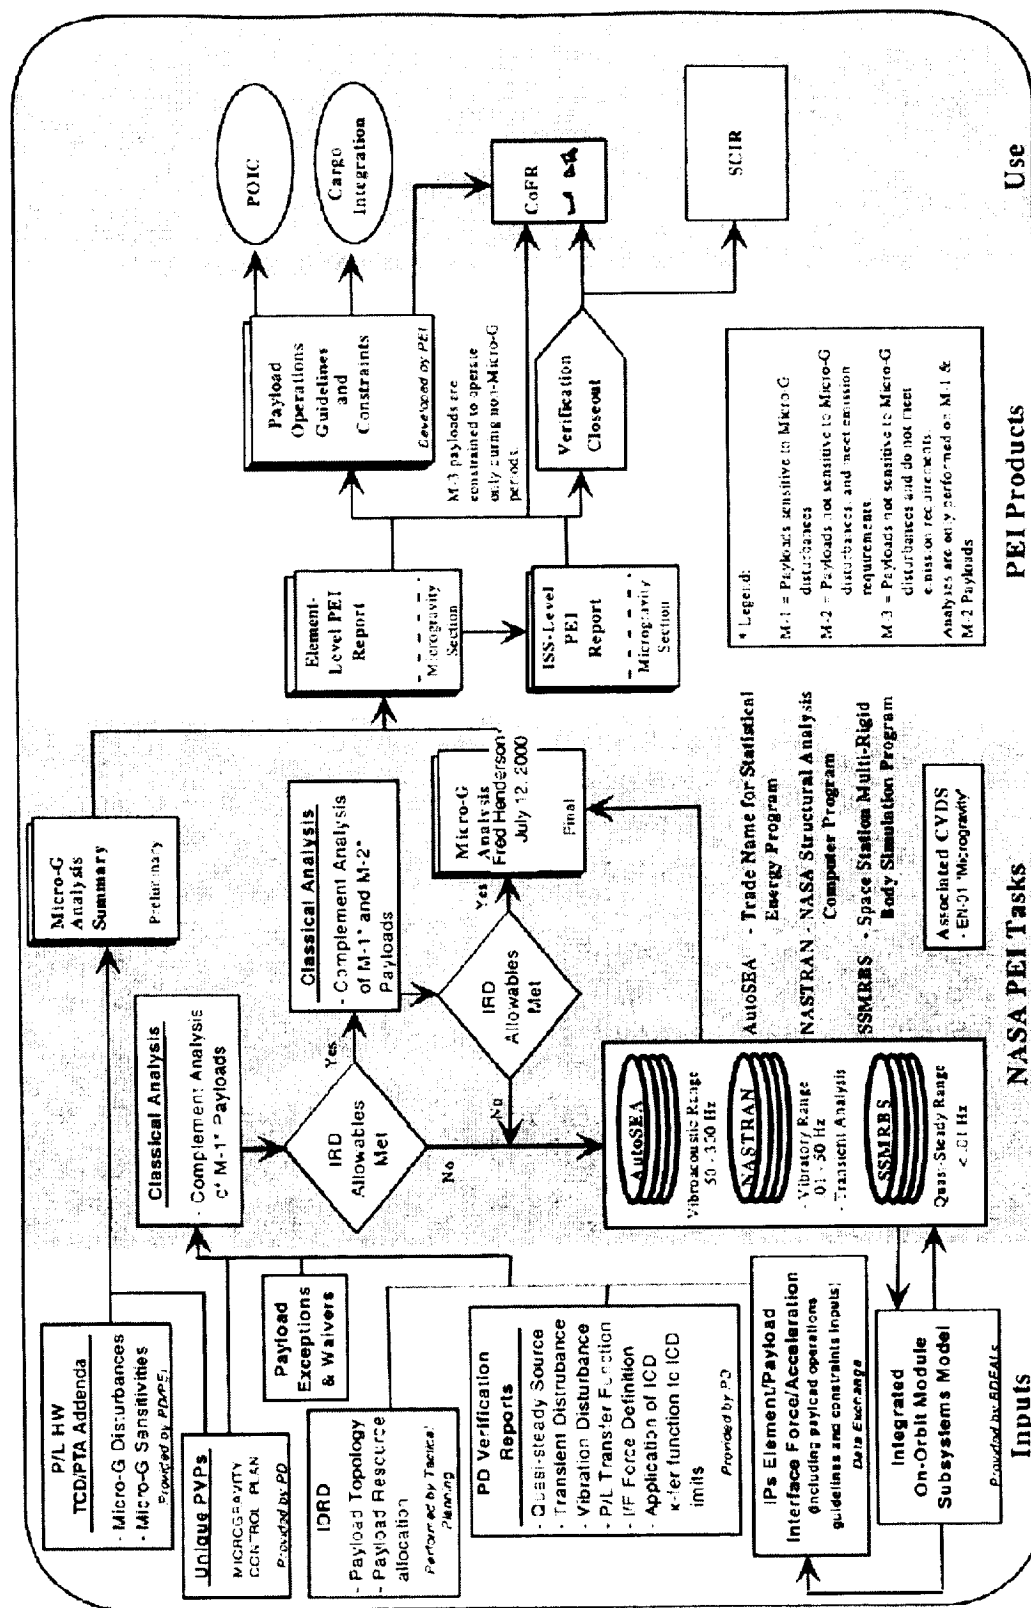 P/L HW
TCD/PTA Addenda
- Micro-G Disturbances
- Micro-G Sensitivities
Provided by PD/PEI
Unique PVPs
MICROGRAVITY
CONTROL PLAN
Provided by PD
Payload
Exceptions
& Waivers
IDRD
- Payload Topology
- Payload Resource
allocation
Performed by Tactical
Planning
PD Verification
Reports
- Quasi-steady Source
- Transient Distrubance
- Vibration Disturbance
- P/L Transfer Function
- I/F Force Definition
- Application of ICD
x-fer function to ICD
limits
Provided by PD
IPs Element/Payload
Interface Force/Acceleration
(including payload operations
guidelines and constraints inputs)
Data Exchange
Integrated
On-Orbit Module
Subsystems Model
Provided by
Inputs
Micro-G
Analysis
Summary
Preliminary
Classical Analysis
- Complement Analysis
of M-1* Payloads
IRD
Allowables
Met
Yes
No
Classical Analysis
- Complement Analysis
of M-1* and M-2*
Payloads
IRD
Allowables
Met
Yes
No
Micro-G
Analysis
Fred Henderson
July 12, 2000
Final
AutoSEA
Vibroacoustic Range
50 - 300 Hz
NASTRAN
- Vibratory Range
.01 - 50 Hz
- Transient Analysis
SSMRBS
Quasi-Steady Range
< .01 Hz
AutoSEA - Trade Name for Statistical
Energy Program
NASTRAN - NASA Structural Analysis
Computer Program
SSMRBS - Space Station Multi-Rigid
Body Simulation Program
Associated CVDS
- EN-01 "Microgravity"
NASA PEI Tasks
Element-
Level PEI
Report
Microgravity
Section
ISS-Level
PEI
Report
Microgravity
Section
Payload
Operations
Guidelines
and
Constraints
Developed by PEI
M-3 payloads are
constrained to operate
only during non-Micro-G
periods.
Verification
Closeout
* Legend:
M-1 = Payloads sensitive to Micro-G
disturbances
M-2 = Payloads not sensitive to Micro-G
disturbances, and meet emission
requirements.
M-3 = Payloads not sensitive to Micro-G
disturbances and do not meet
emission requirements.
Analyses are only performed on M-1 &
M-2 Payloads
PEI Products
POIC
Cargo
Integration
CoFR
SCIR
Use